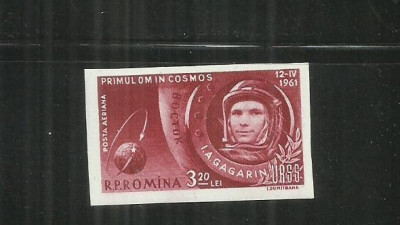 PRIMUL OM IN COSMOS
12-IV
1961
POSTA AERIANA
ВОСТОК
I.A.GAGARIN
URSS
R.P.ROMINA 3.20 LEI
I.DUMITRANA